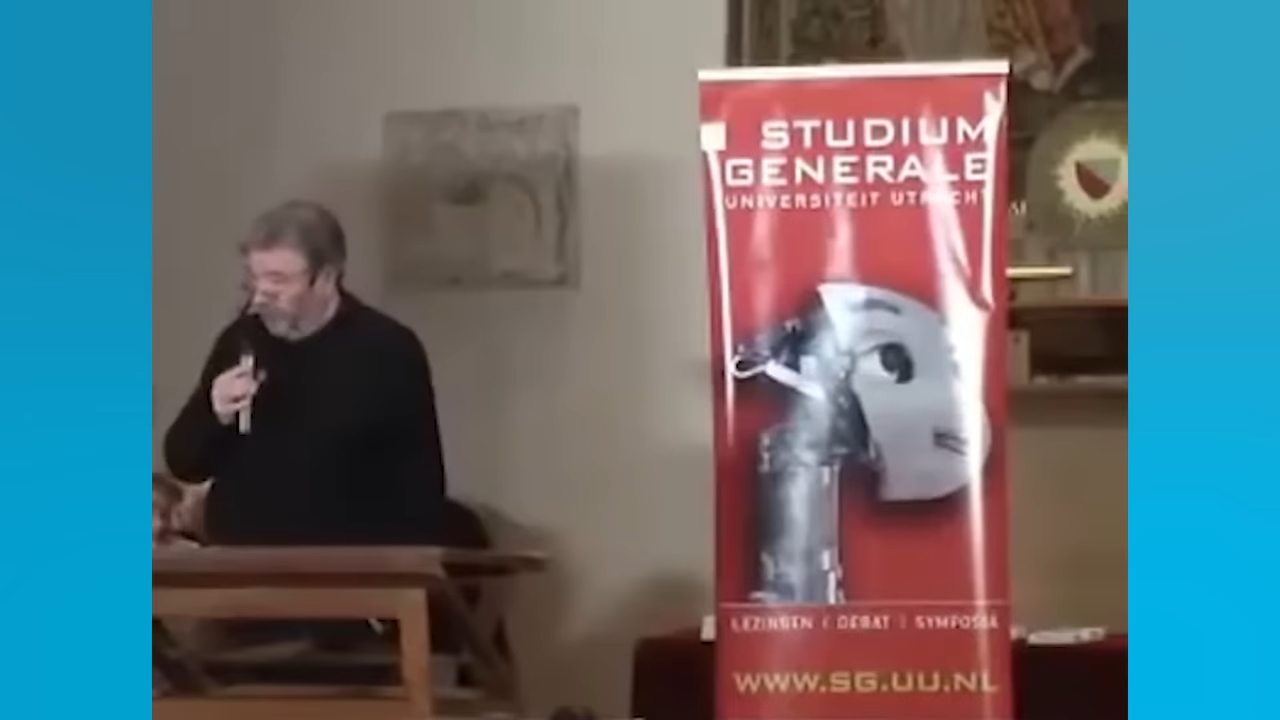 STUDIUM
GENERALE
UNIVERSITEIT UTRECHT
LEZINGEN / DEBAT | SYMPOSIA
WWW.SG.UU.NL